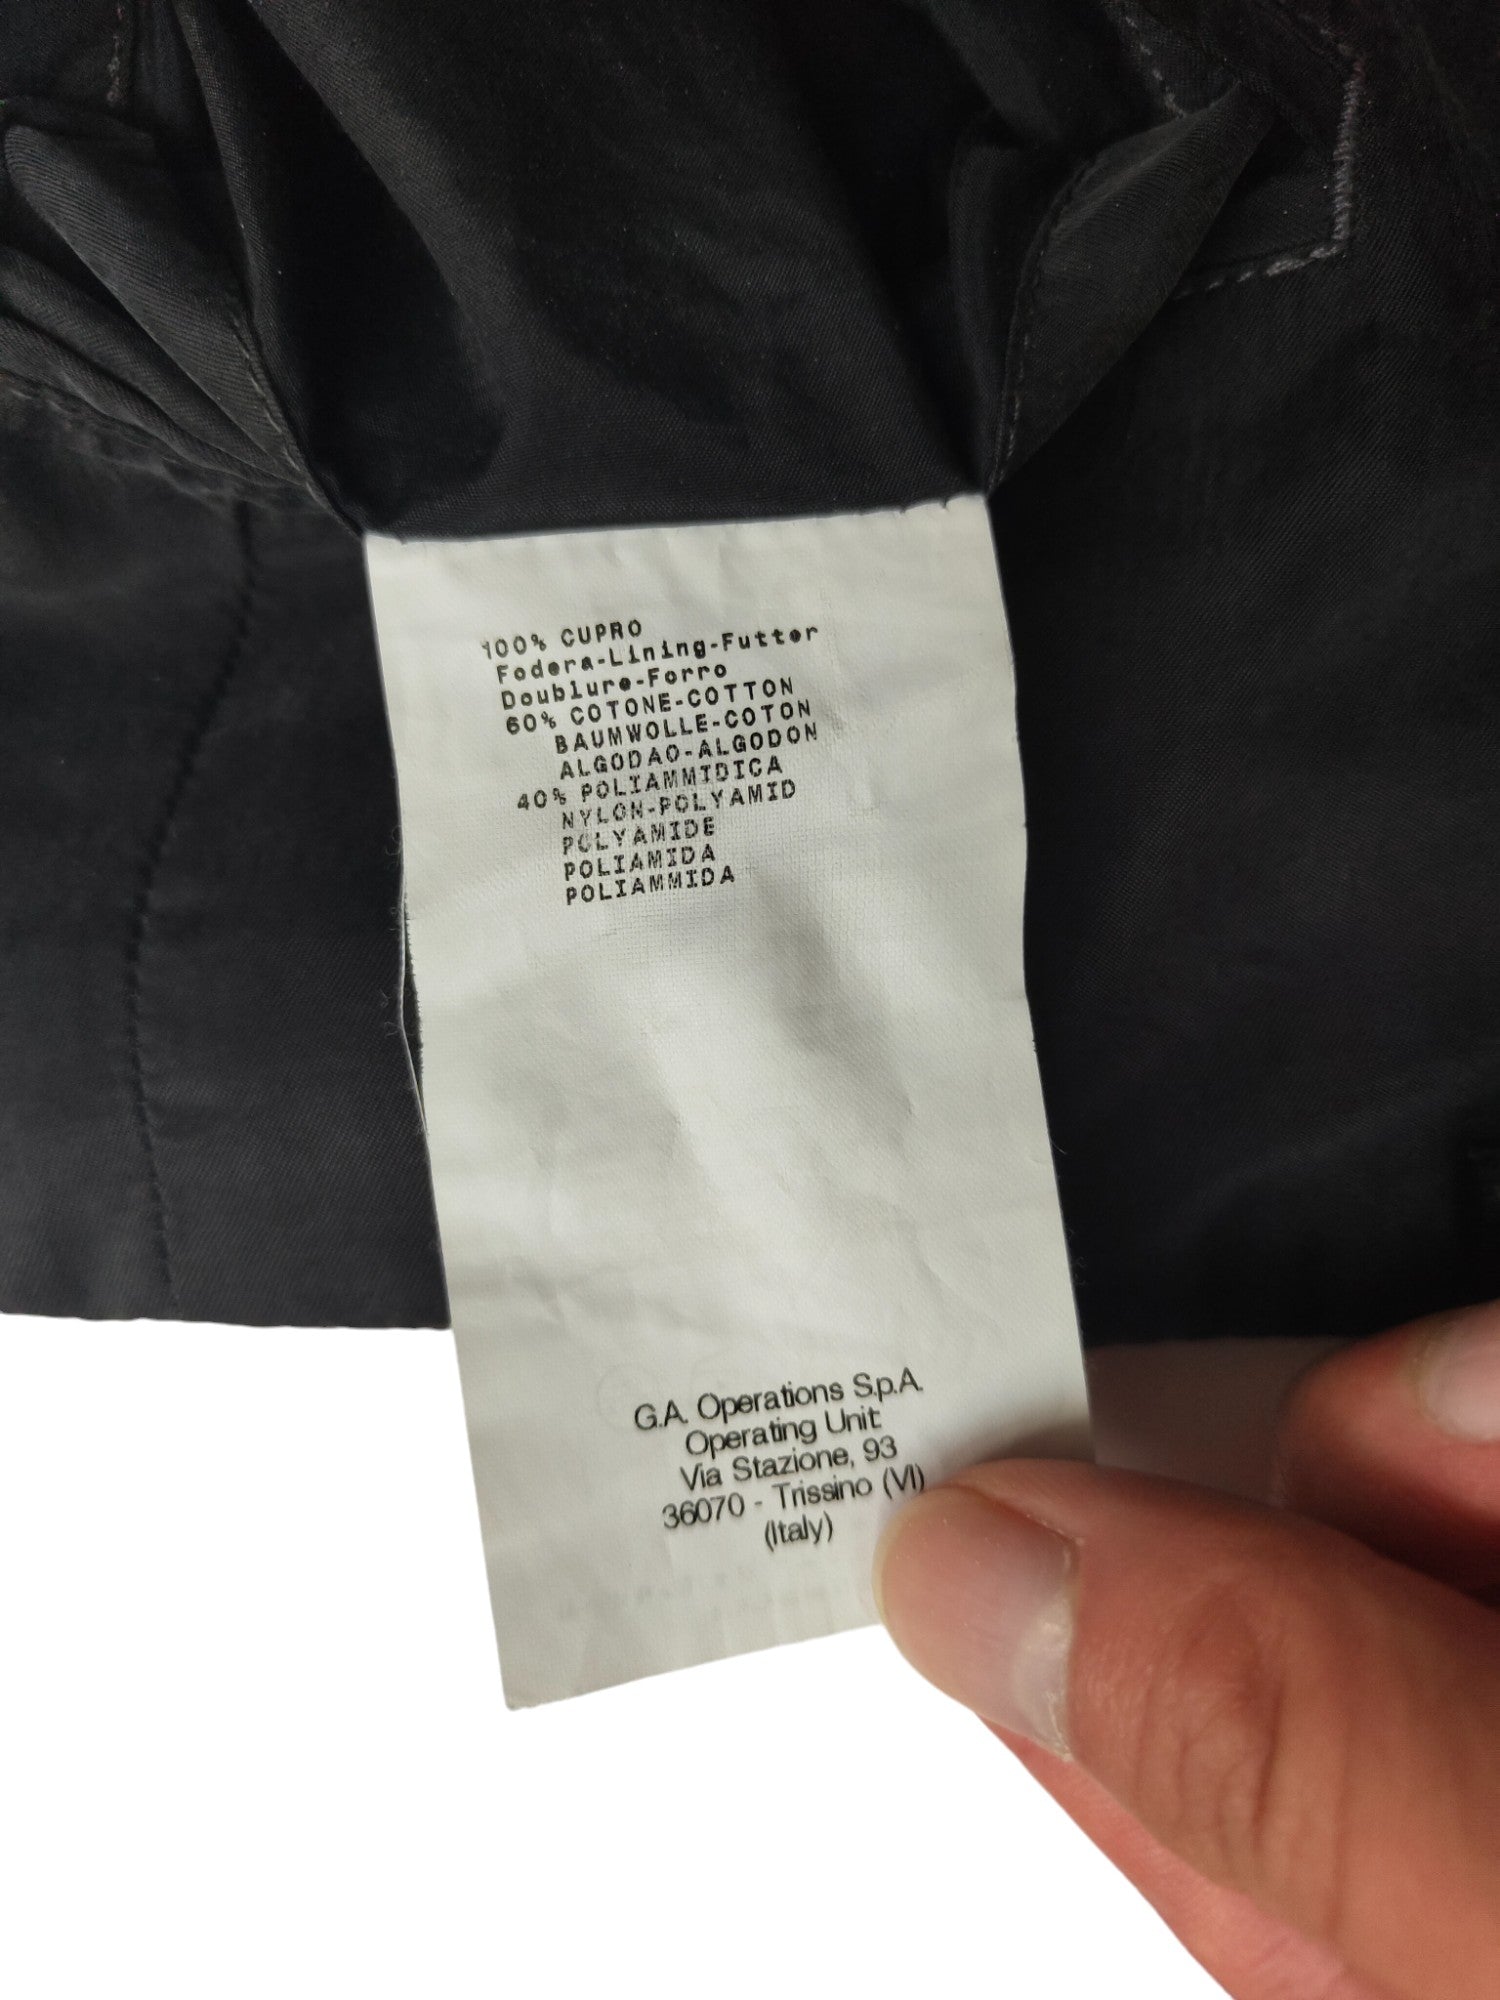 100% CUPRO
Fodera-Lining-Futter
Doublure-Forro
60% COTONE-COTTON
BAUMWOLLE-COTON
ALGODAO-ALGODON
40% POLIAMMIDICA
NYLON-POLYAMID
POLYAMIDE
POLIAMIDA
POLIAMMIDA
G.A. Operations S.p.A.
Operating Unit:
Via Stazione, 93
36070 - Trissino (VI)
(Italy)